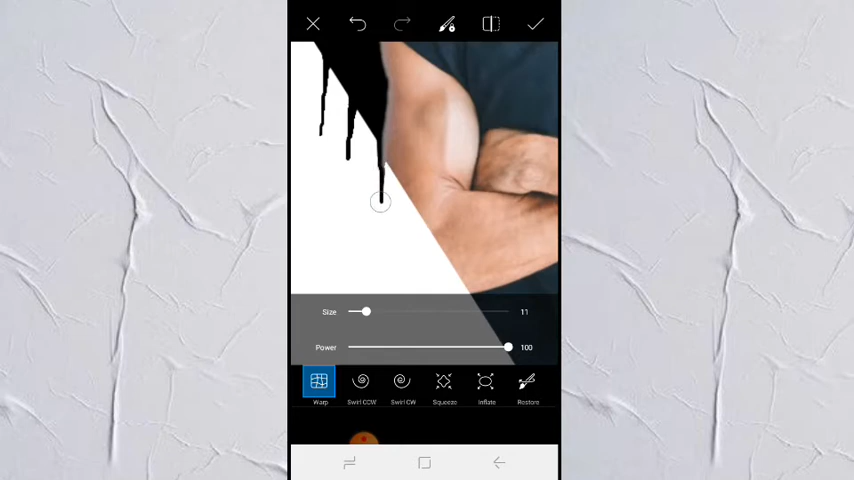 Size 11
Power 100
Warp Swirl CCW Swirl CW Squeeze Inflate Restore